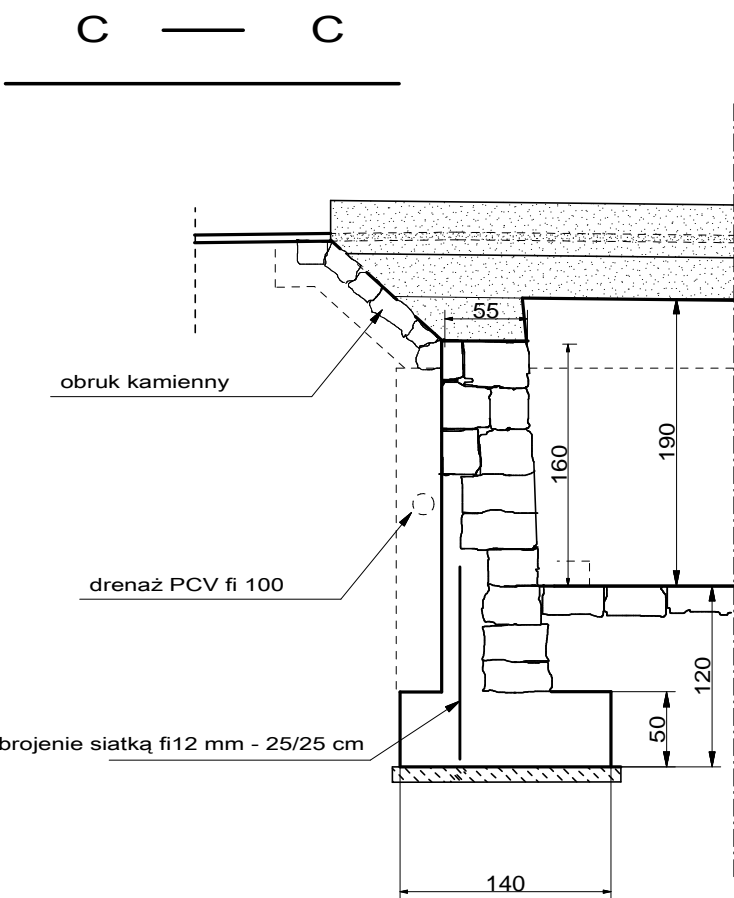 C — C
55
obruk kamienny
160
190
drenaż PCV fi 100
120
50
brojenie siatką fi12 mm - 25/25 cm
140